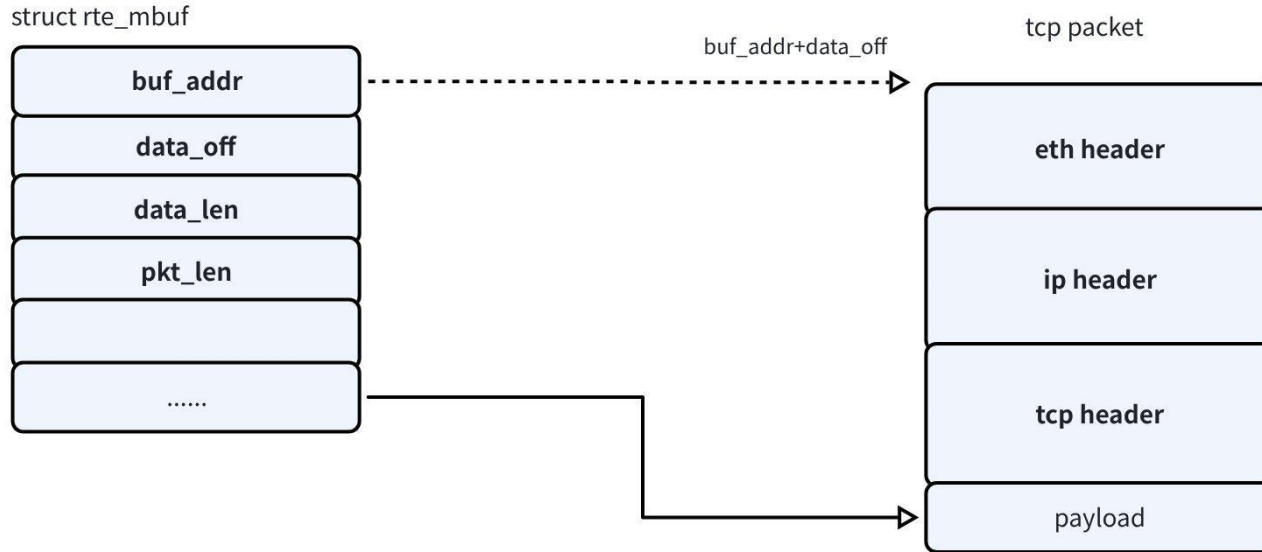 struct rte_mbuf
buf_addr
data_off
data_len
pkt_len
......
buf_addr+data_off
tcp packet
eth header
ip header
tcp header
payload